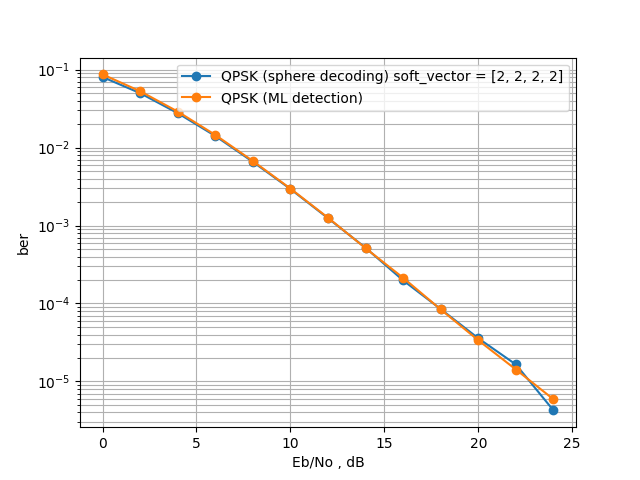 QPSK (sphere decoding) soft_vector = [2, 2, 2, 2]
QPSK (ML detection)
10⁻¹
10⁻²
10⁻³
10⁻⁴
10⁻⁵
ber
0 5 10 15 20 25
Eb/No , dB